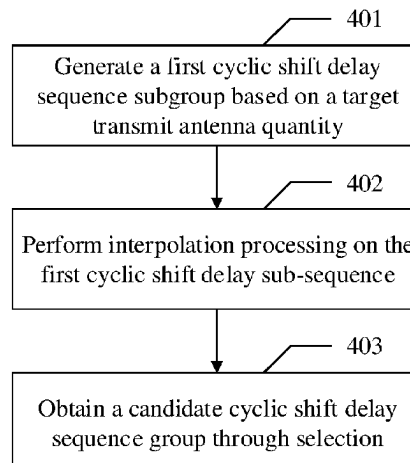 401
Generate a first cyclic shift delay
sequence subgroup based on a target
transmit antenna quantity
402
Perform interpolation processing on the
first cyclic shift delay sub-sequence
403
Obtain a candidate cyclic shift delay
sequence group through selection